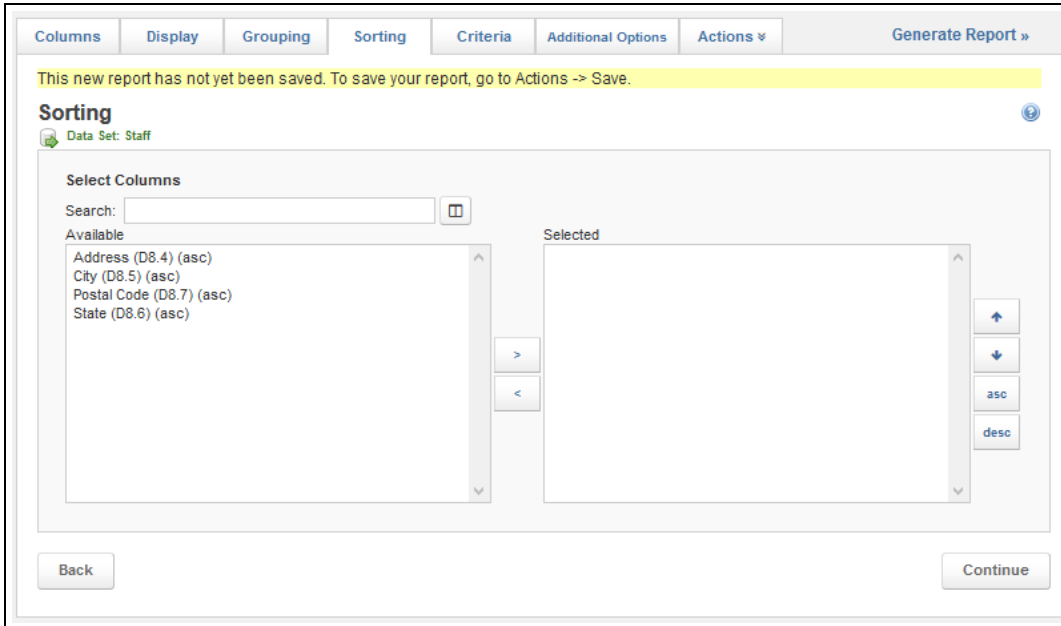 Columns Display Grouping Sorting Criteria Additional Options Actions Generate Report »
This new report has not yet been saved. To save your report, go to Actions -> Save.
Sorting
Data Set: Staff
Select Columns
Search:
Available Selected
Address (D8.4) (asc)
City (D8.5) (asc)
Postal Code (D8.7) (asc)
State (D8.6) (asc)
>
<
asc
desc
Back Continue